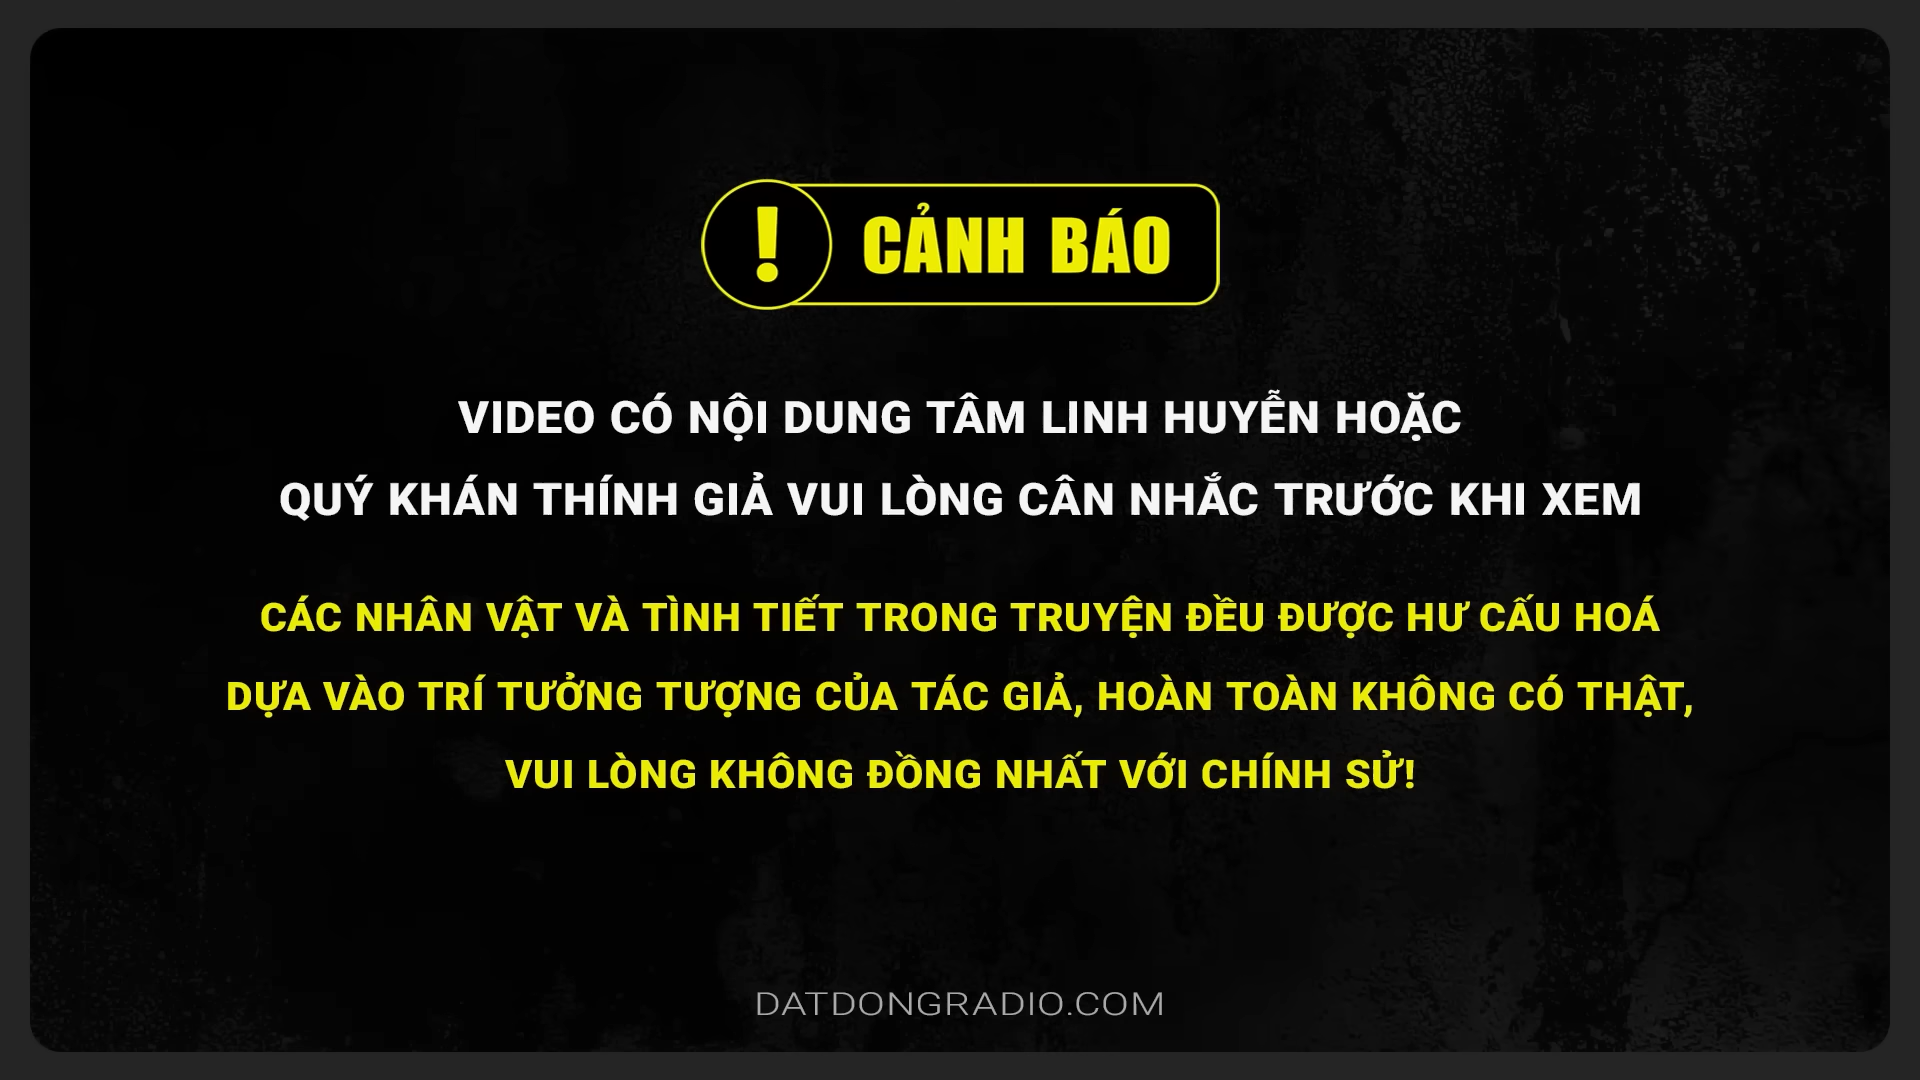 ! CẢNH BÁO
VIDEO CÓ NỘI DUNG TÂM LINH HUYỄN HOẶC
QUÝ KHÁN THÍNH GIẢ VUI LÒNG CÂN NHẮC TRƯỚC KHI XEM
CÁC NHÂN VẬT VÀ TÌNH TIẾT TRONG TRUYỆN ĐỀU ĐƯỢC HƯ CẤU HOÁ
DỰA VÀO TRÍ TƯỞNG TƯỢNG CỦA TÁC GIẢ, HOÀN TOÀN KHÔNG CÓ THẬT,
VUI LÒNG KHÔNG ĐỒNG NHẤT VỚI CHÍNH SỬ!
DATDONGRADIO.COM